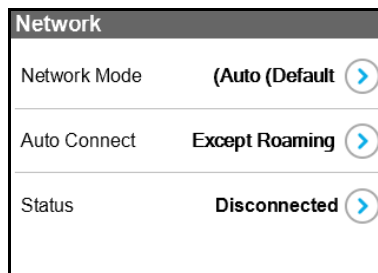 Network
Network Mode (Auto (Default
Auto Connect Except Roaming
Status Disconnected